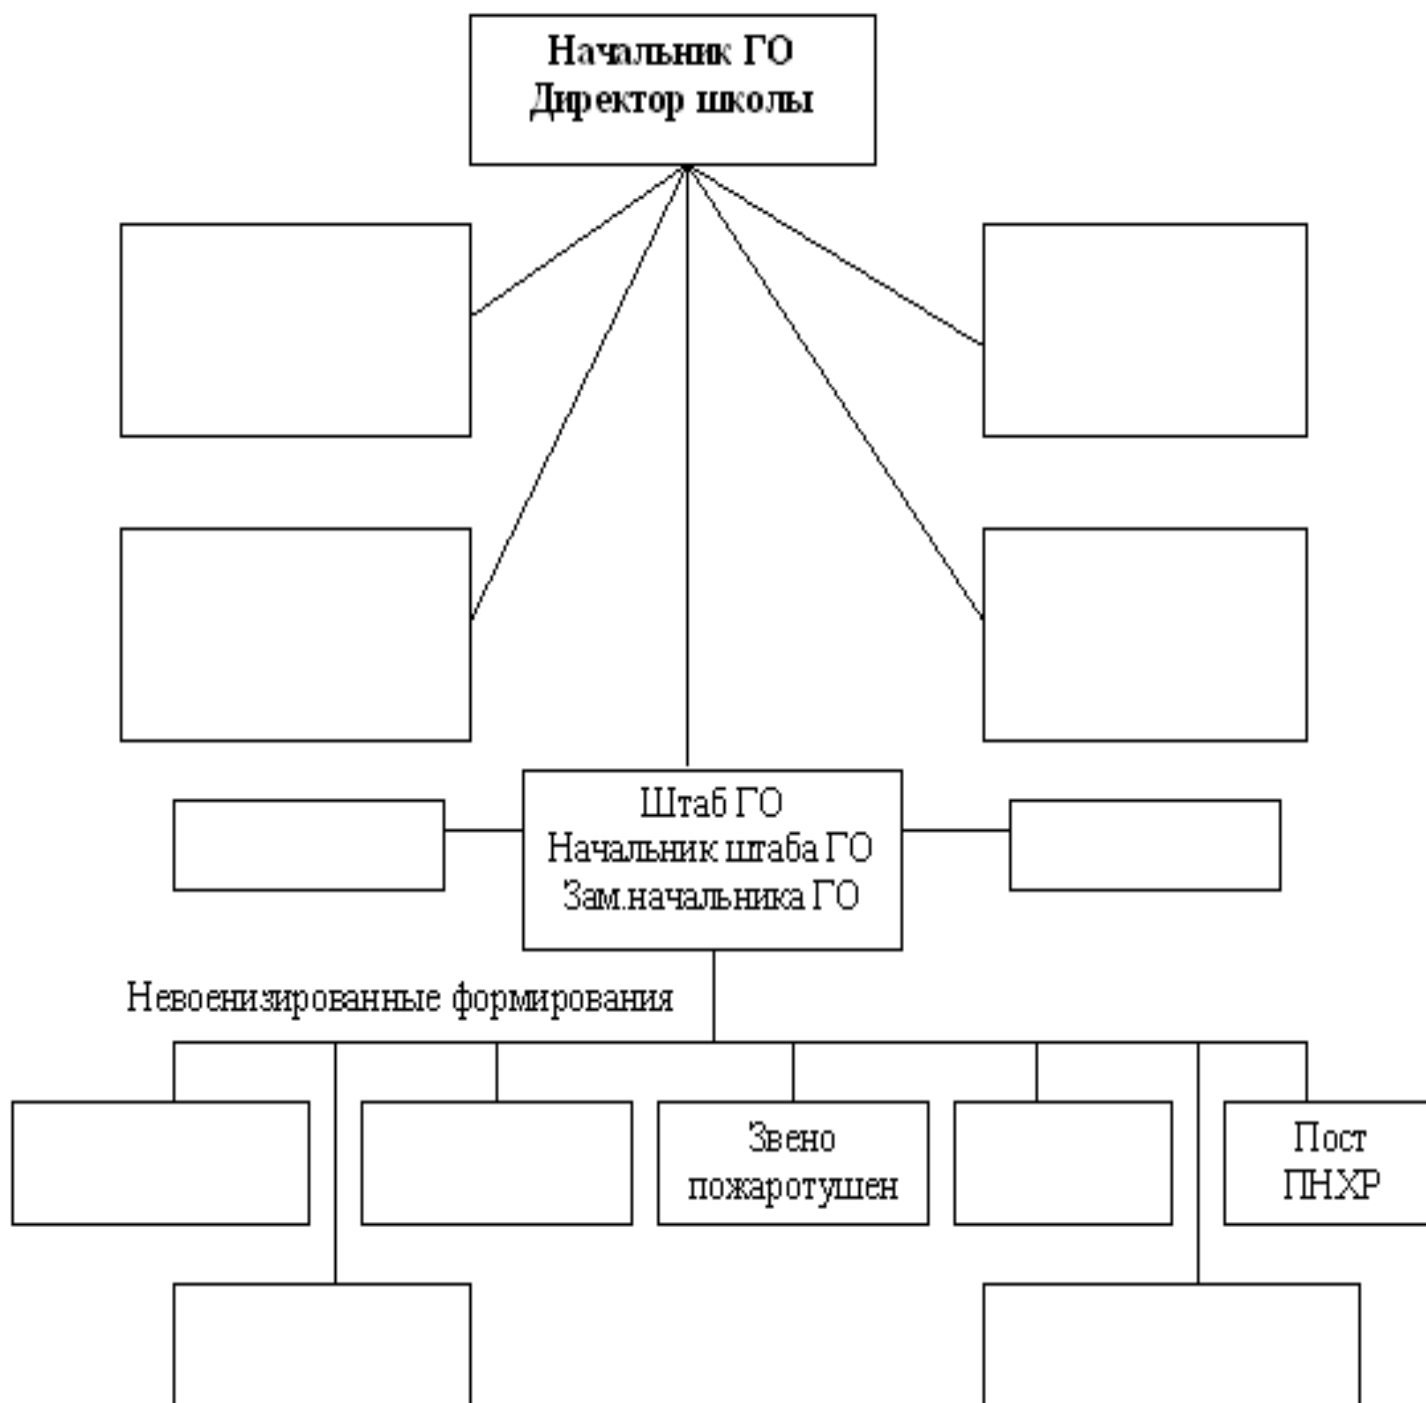 Начальник ГО
Директор школы
Штаб ГО
Начальник штаба ГО
Зам.начальника ГО
Невоенизированные формирования
Звено
пожаротушен
Пост
ПНХР